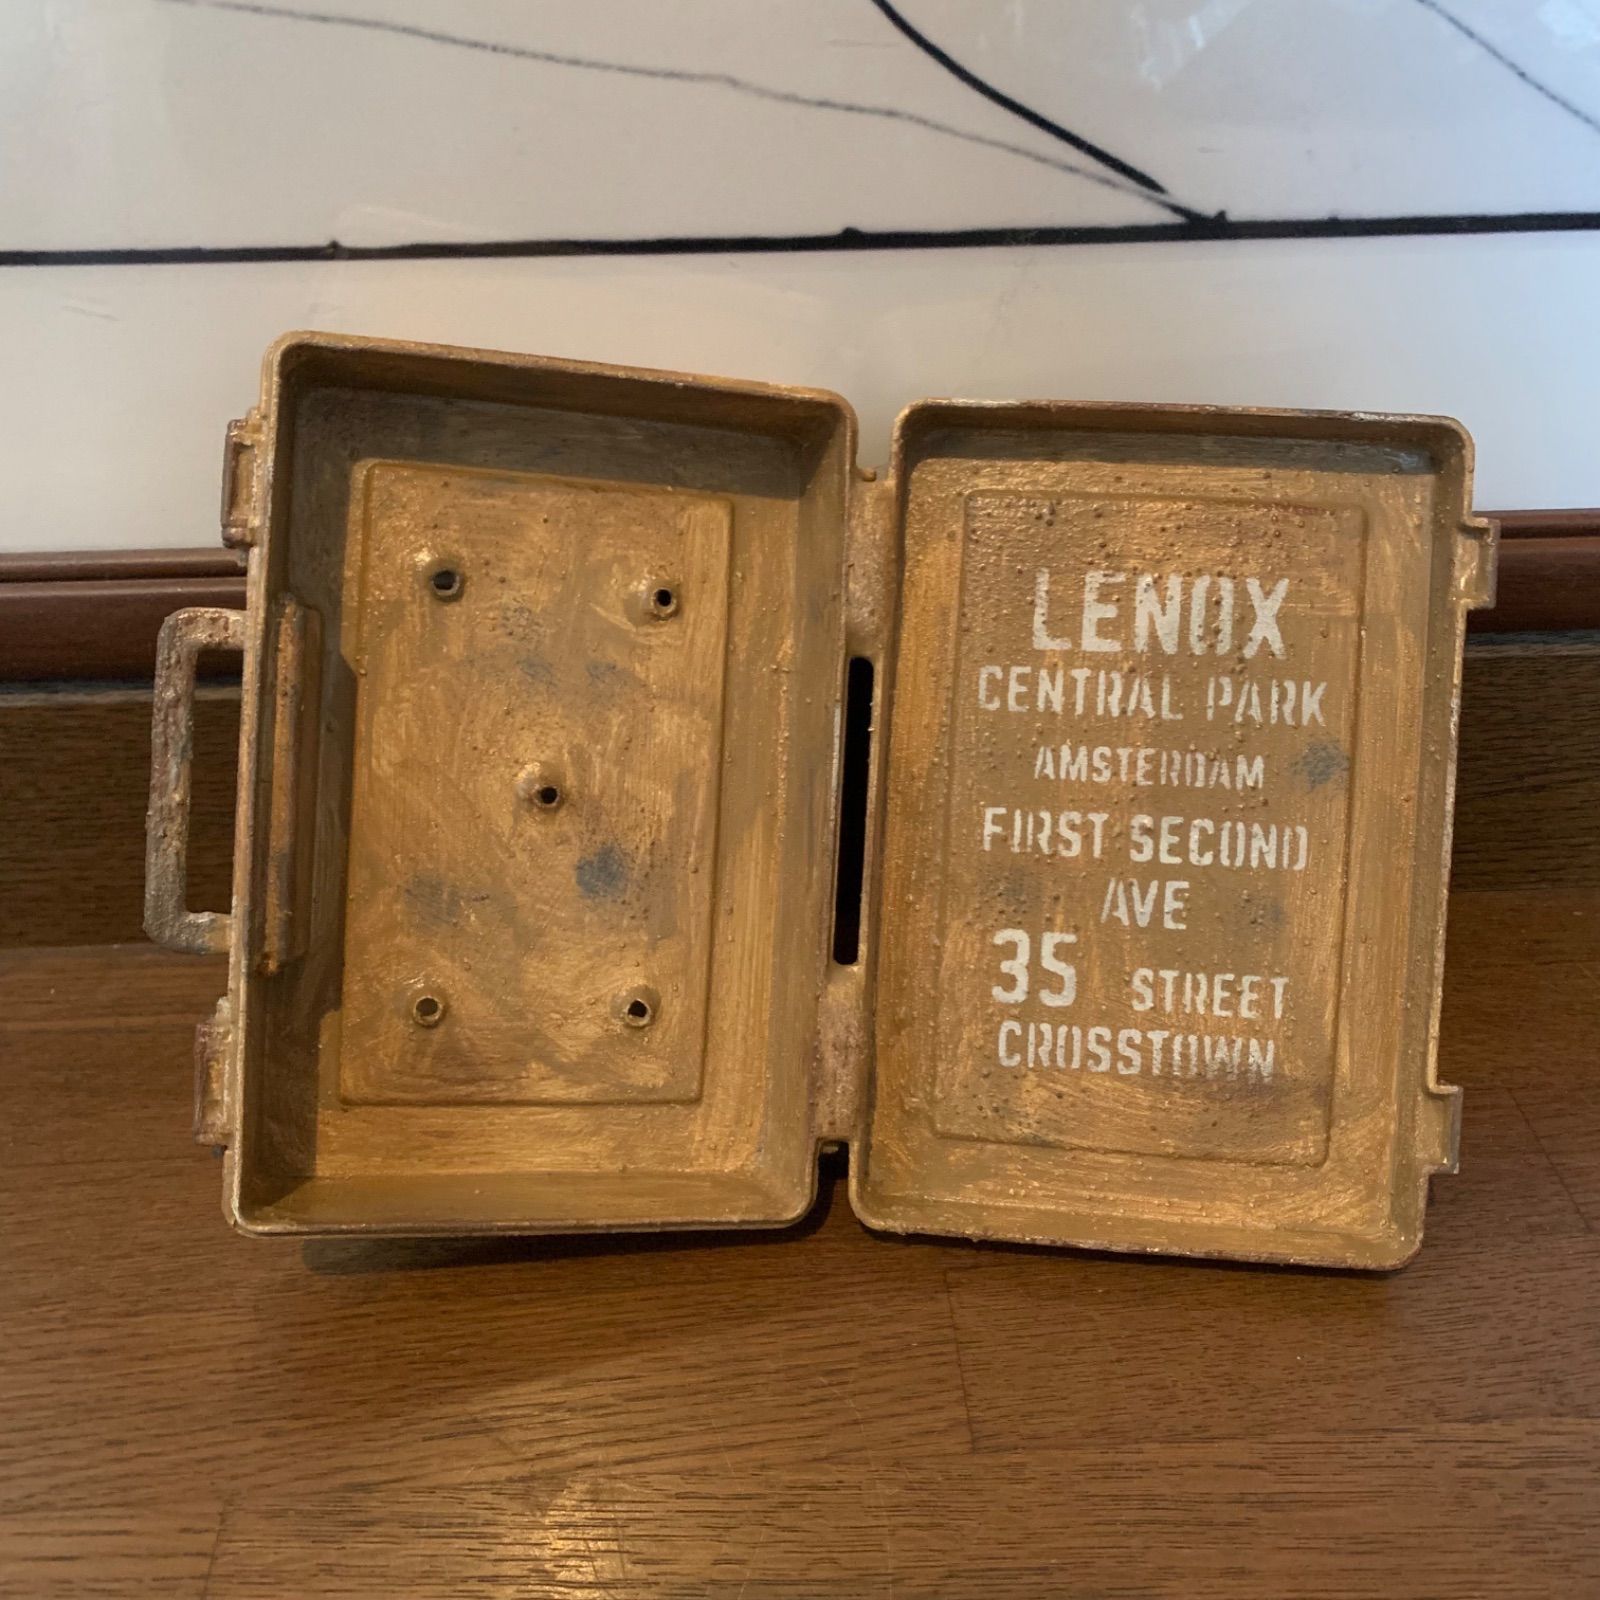 LENOX
CENTRAL PARK
AMSTERDAM
FIRST SECOND
AVE
35 STREET
CROSSTOWN